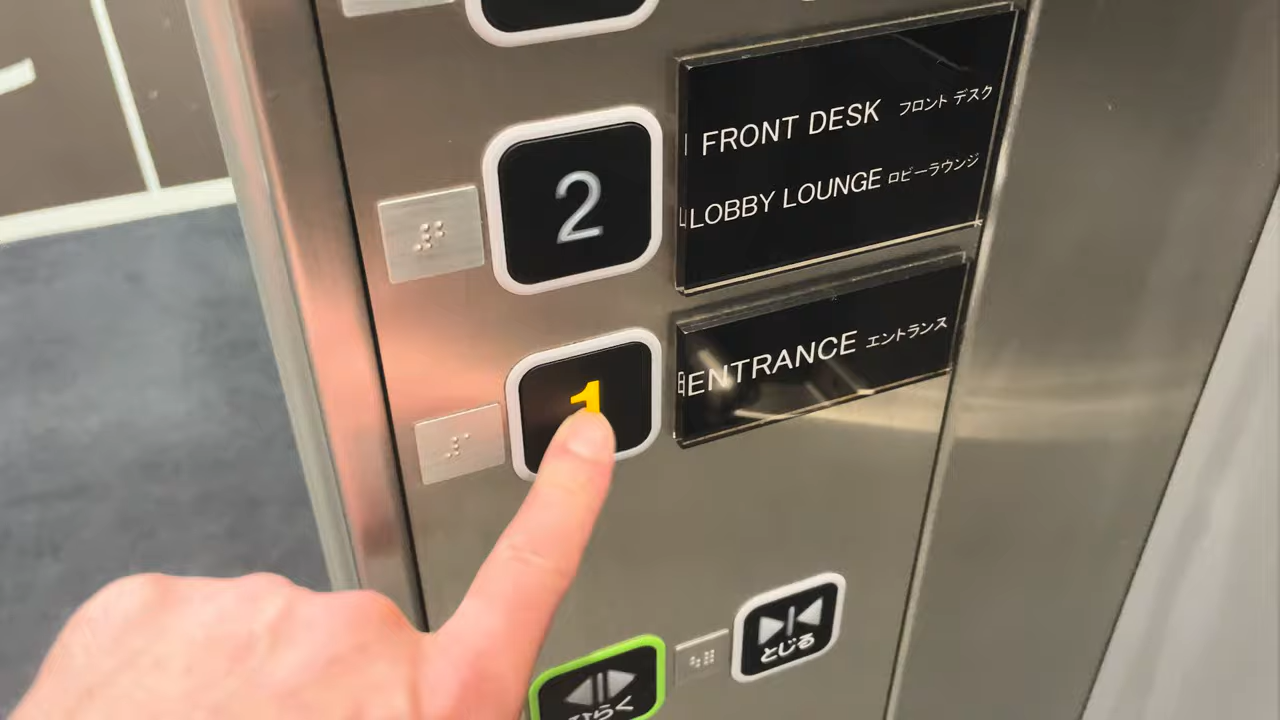 2
FRONT DESK フロント デスク
LOBBY LOUNGE ロビーラウンジ
1
ENTRANCE エントランス
とじる
ひらく